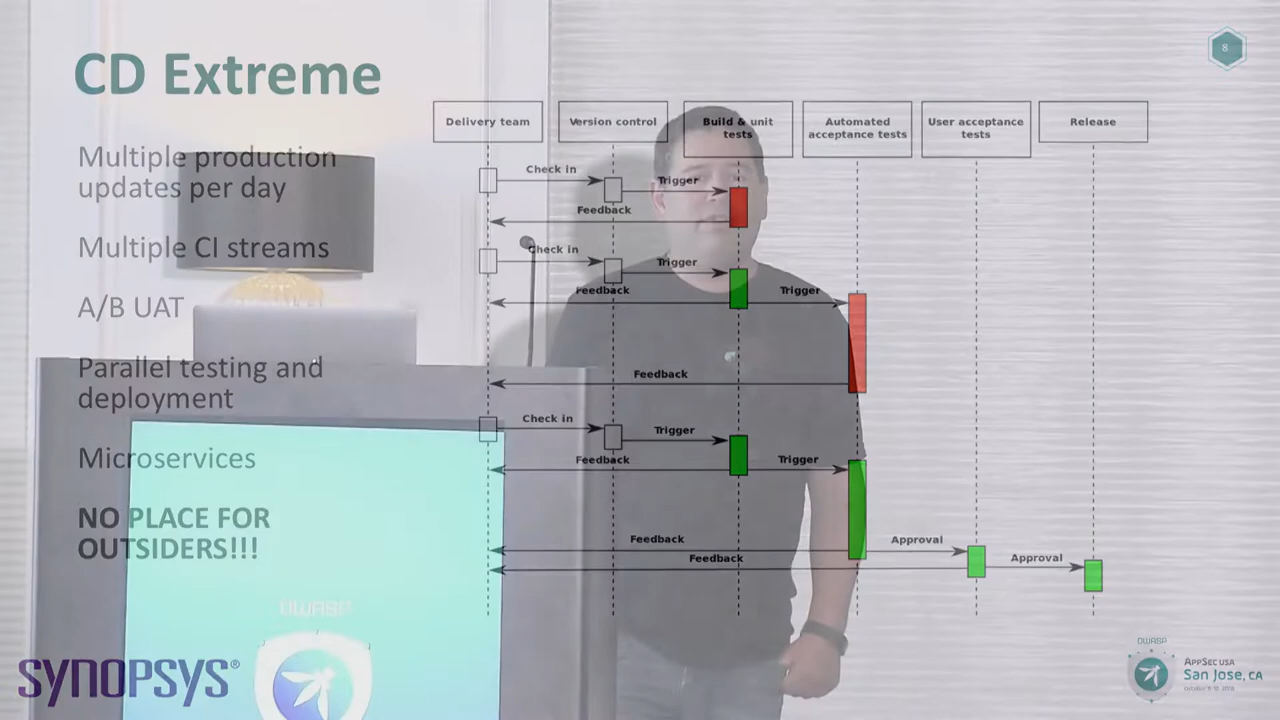 CD Extreme
8
Multiple production
updates per day
Multiple CI streams
A/B UAT
Parallel testing and
deployment
Microservices
NO PLACE FOR
OUTSIDERS!!!
Delivery team
Version control
Build & unit
tests
Automated
acceptance tests
User acceptance
tests
Release
Check in
Trigger
Feedback
Check in
Trigger
Feedback
Trigger
Feedback
Check in
Trigger
Feedback
Trigger
Feedback
Approval
Feedback
Approval
OWASP
SYNOPSYS®
OWASP
APPSEC USA
San Jose, CA